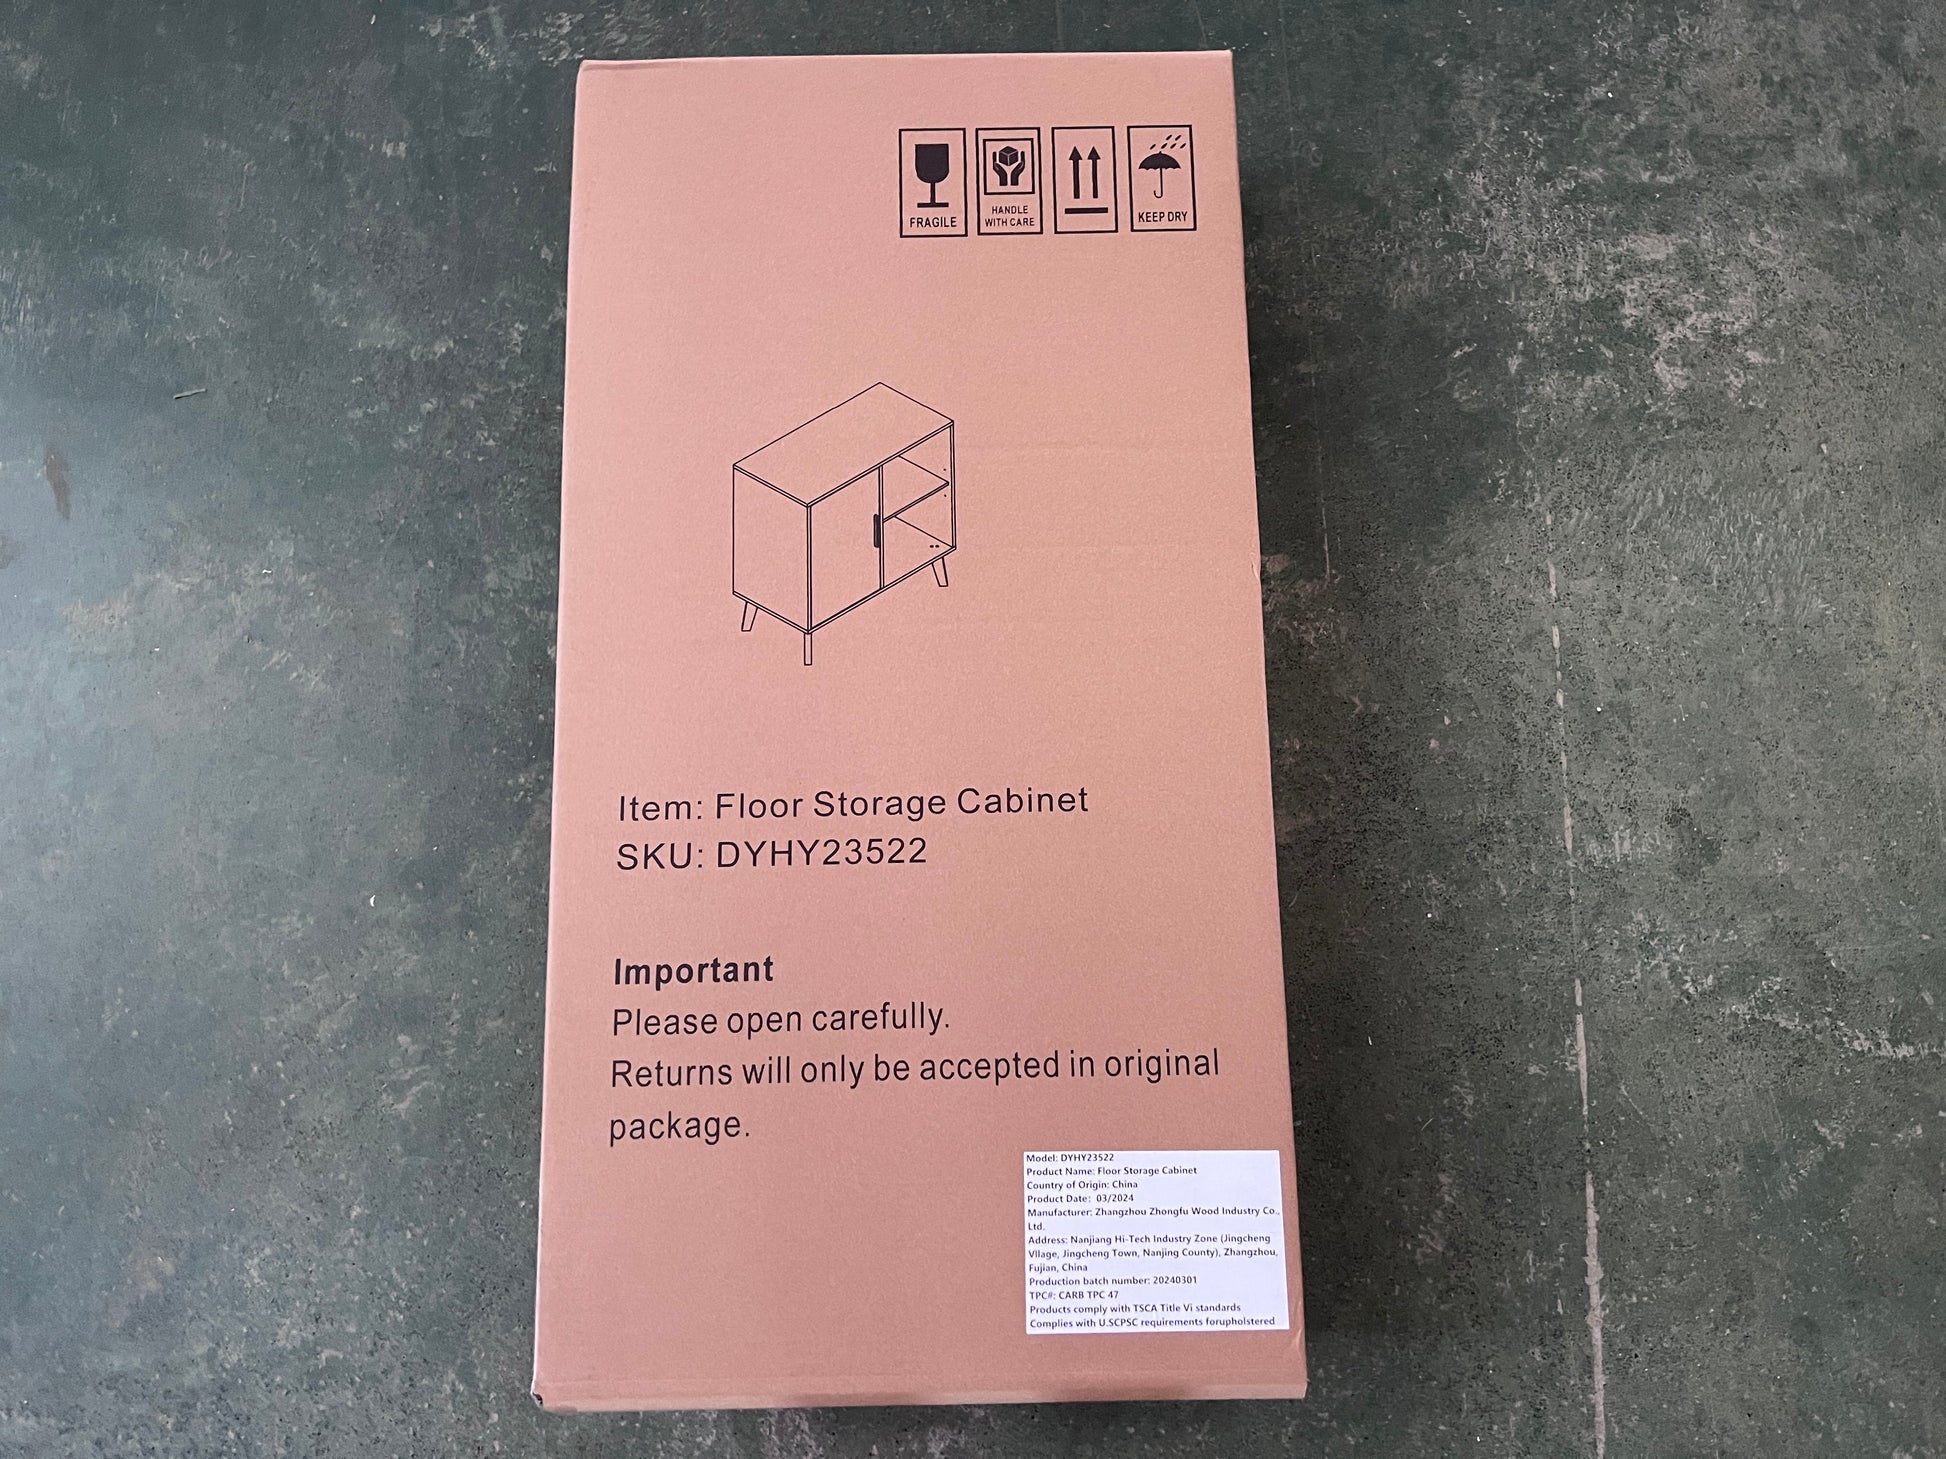 FRAGILE
HANDLE
WITH CARE
KEEP DRY
Item: Floor Storage Cabinet
SKU: DYHY23522
Important
Please open carefully.
Returns will only be accepted in original
package.
Model: DYHY23522
Product Name: Floor Storage Cabinet
Country of Origin: China
Product Date: 03/2024
Manufacturer: Zhangzhou Zhongfu Wood Industry Co.,
Ltd.
Address: Nanjiang Hi-Tech Industry Zone (Jingcheng
Vllage, Jingcheng Town, Nanjing County), Zhangzhou,
Fujian, China
Production batch number: 20240301
TPC#: CARB TPC 47
Products comply with TSCA Title Vi standards
Complies with U.SCPSC requirements forupholstered